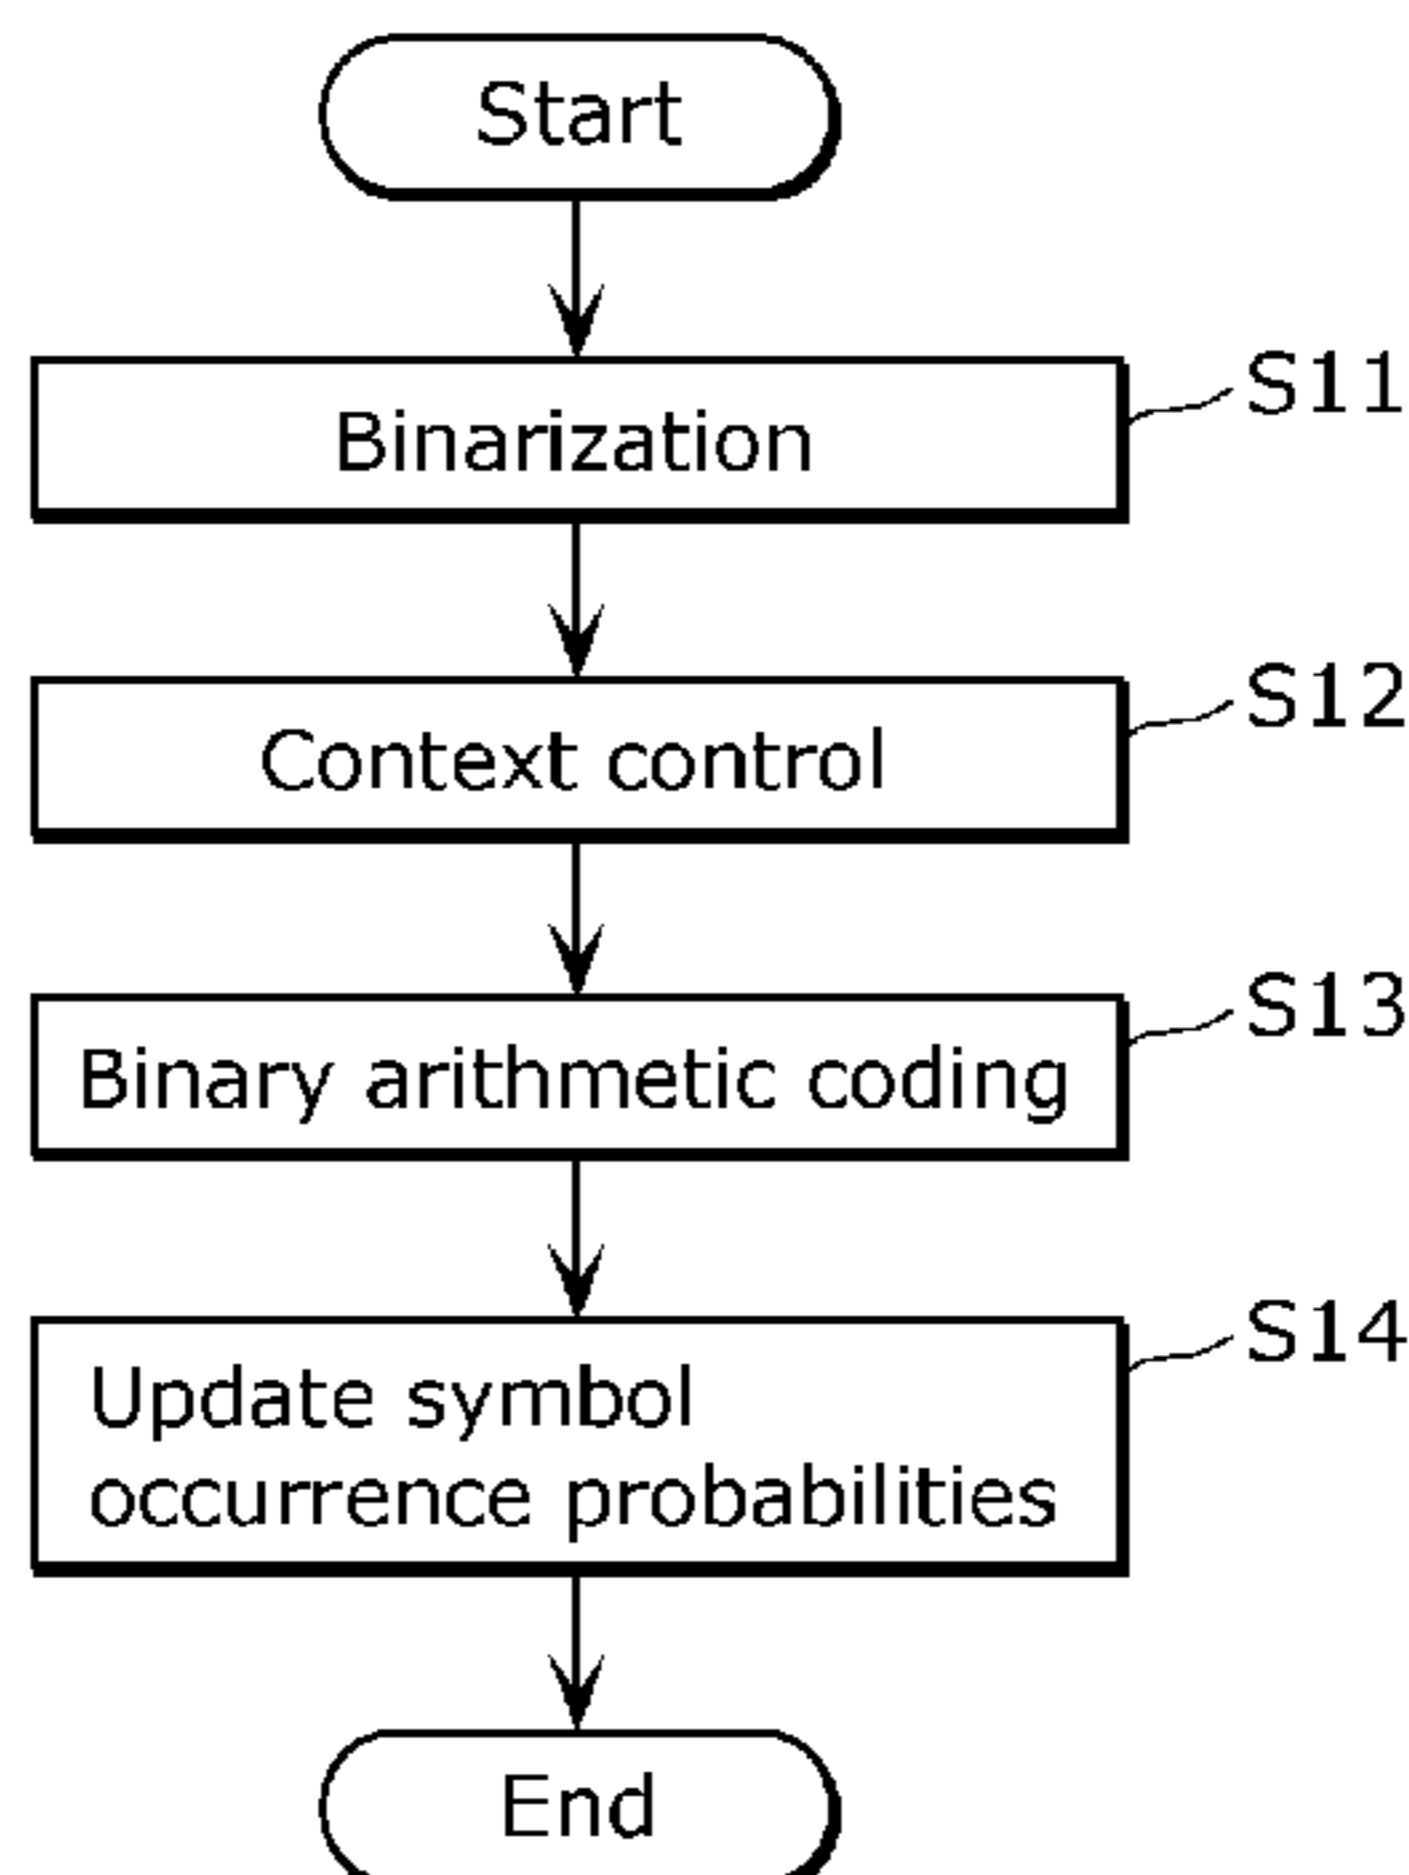 Start
Binarization
S11
Context control
S12
Binary arithmetic coding
S13
Update symbol
occurrence probabilities
S14
End